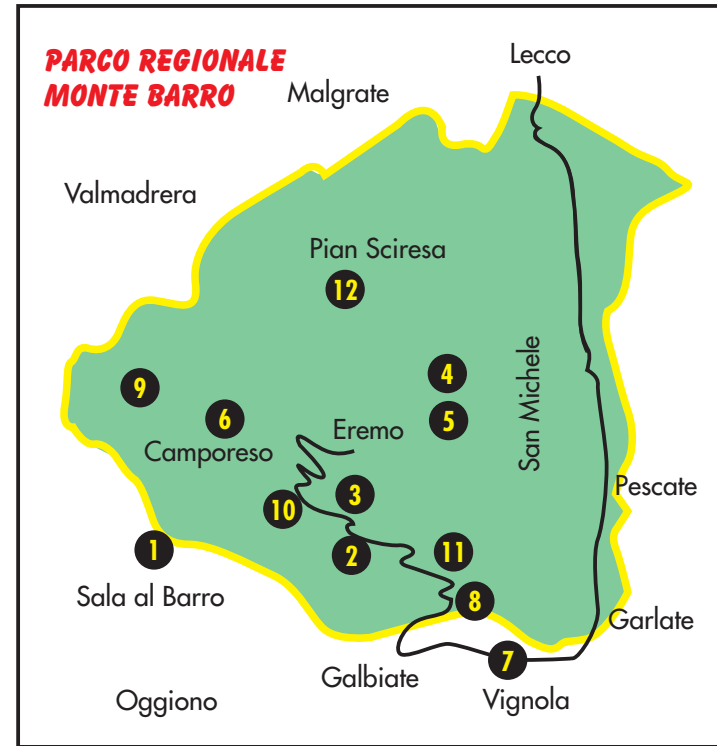 PARCO REGIONALE
MONTE BARRO
Lecco
Malgrate
Valmadrera
Pian Sciresa
12
4
9
San Michele
6
5
Eremo
Camporeso
Pescate
3
10
1
2
11
Sala al Barro
8
Garlate
7
Galbiate
Oggiono
Vignola